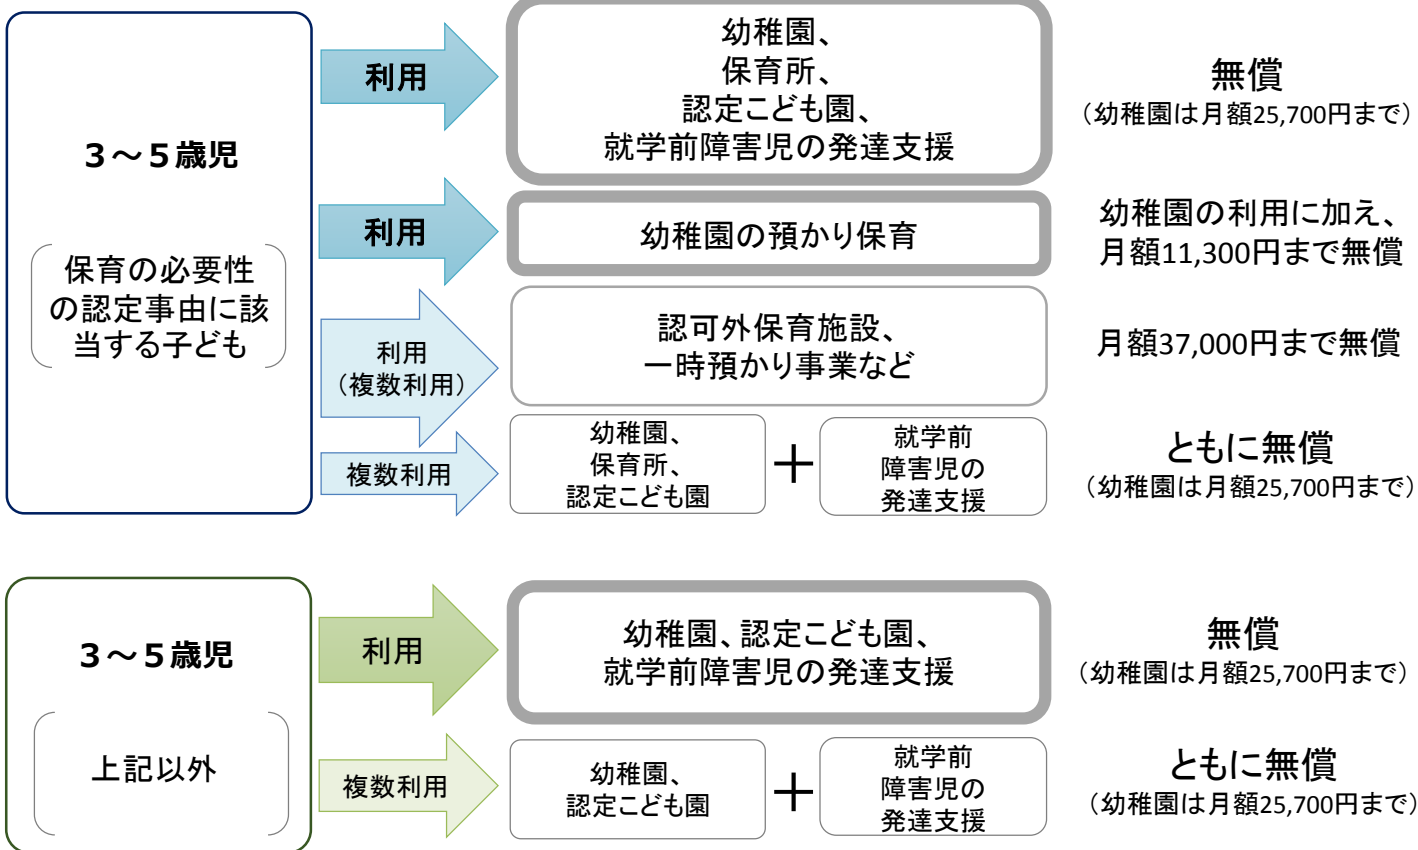 ３～５歳児
保育の必要性
の認定事由に該
当する子ども
利用
幼稚園、
保育所、
認定こども園、
就学前障害児の発達支援
無償
（幼稚園は月額25,700円まで）
利用
幼稚園の預かり保育
幼稚園の利用に加え、
月額11,300円まで無償
利用
（複数利用）
認可外保育施設、
一時預かり事業など
月額37,000円まで無償
複数利用
幼稚園、
保育所、
認定こども園
＋
就学前
障害児の
発達支援
ともに無償
（幼稚園は月額25,700円まで）
３～５歳児
上記以外
利用
幼稚園、認定こども園、
就学前障害児の発達支援
無償
（幼稚園は月額25,700円まで）
複数利用
幼稚園、
認定こども園
＋
就学前
障害児の
発達支援
ともに無償
（幼稚園は月額25,700円まで）